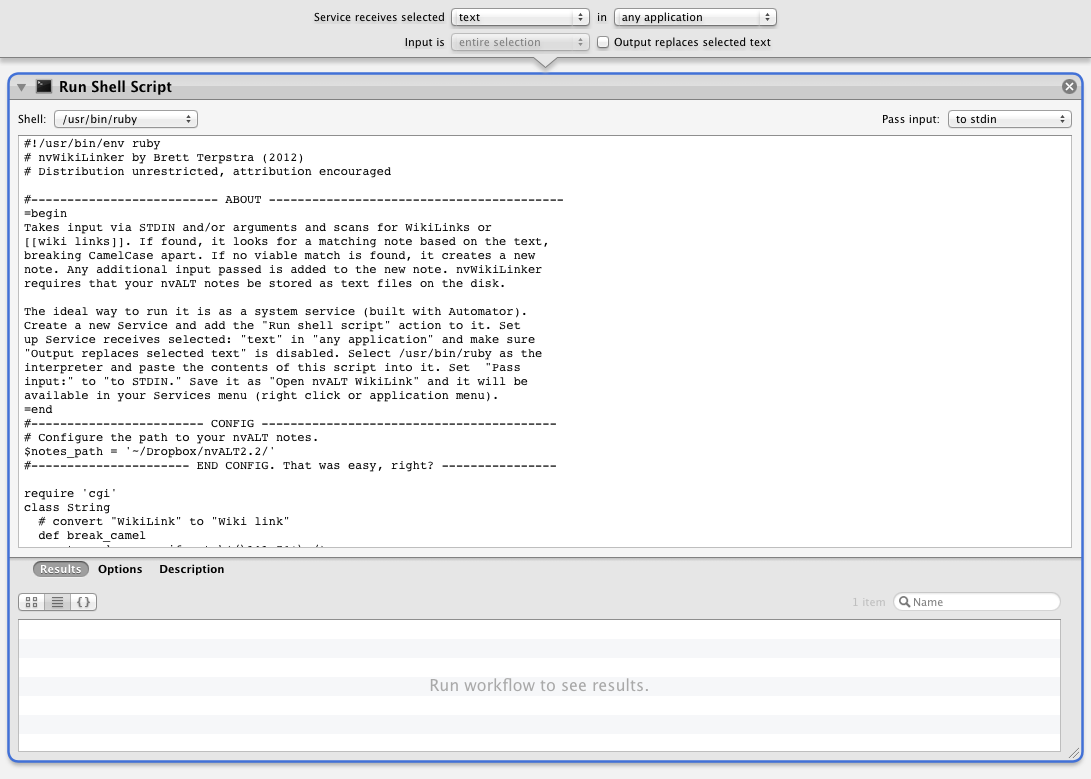 Service receives selected text in any application
Input is entire selection Output replaces selected text
Run Shell Script
Shell: /usr/bin/ruby Pass input: to stdin
#!/usr/bin/env ruby
# nvWikiLinker by Brett Terpstra (2012)
# Distribution unrestricted, attribution encouraged
#-------------------------- ABOUT -----------------------------------------
=begin
Takes input via STDIN and/or arguments and scans for WikiLinks or
[[wiki links]]. If found, it looks for a matching note based on the text,
breaking CamelCase apart. If no viable match is found, it creates a new
note. Any additional input passed is added to the new note. nvWikiLinker
requires that your nvALT notes be stored as text files on the disk.
The ideal way to run it is as a system service (built with Automator).
Create a new Service and add the "Run shell script" action to it. Set
up Service receives selected: "text" in "any application" and make sure
"Output replaces selected text" is disabled. Select /usr/bin/ruby as the
interpreter and paste the contents of this script into it. Set  "Pass
input:" to "to STDIN." Save it as "Open nvALT WikiLink" and it will be
available in your Services menu (right click or application menu).
=end
#------------------------ CONFIG -----------------------------------------
# Configure the path to your nvALT notes.
$notes_path = '~/Dropbox/nvALT2.2/'
#---------------------- END CONFIG. That was easy, right? ----------------
require 'cgi'
class String
# convert "WikiLink" to "Wiki link"
def break_camel
Results Options Description
{} 1 item Name
Run workflow to see results.